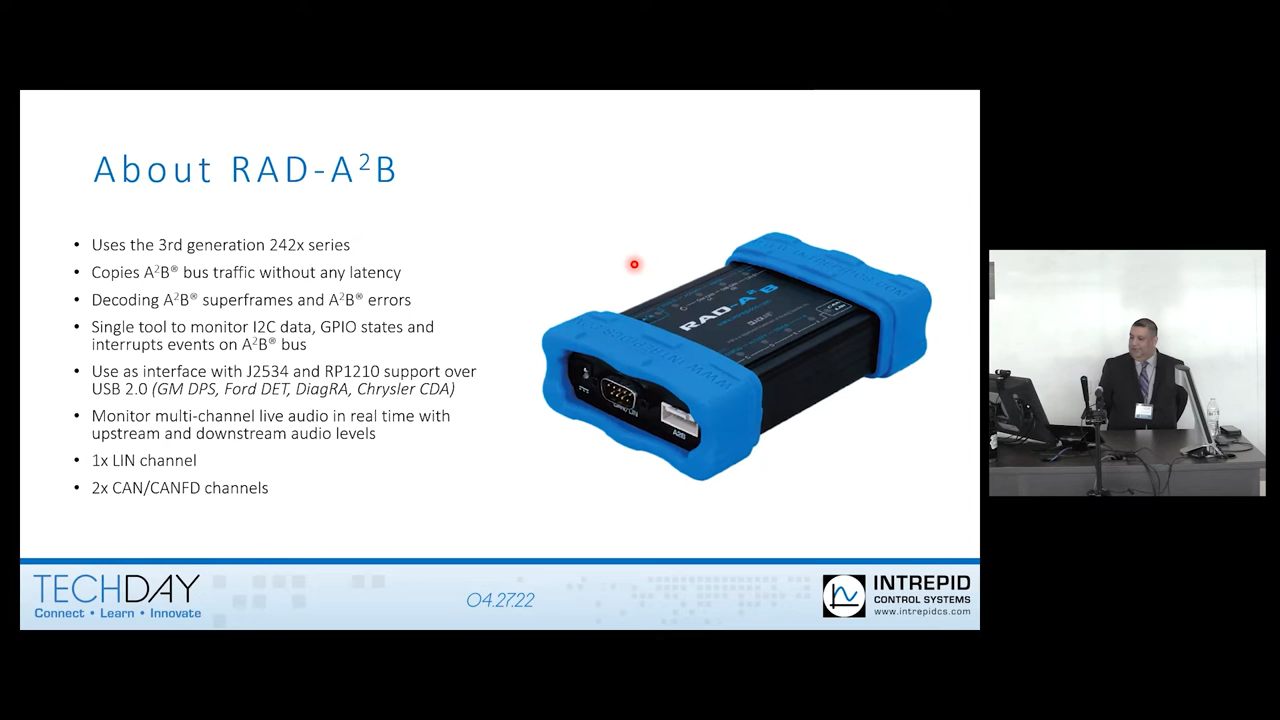 About RAD-A²B
• Uses the 3rd generation 242x series
• Copies A²B® bus traffic without any latency
• Decoding A²B® superframes and A²B® errors
• Single tool to monitor I2C data, GPIO states and
interrupts events on A²B® bus
• Use as interface with J2534 and RP1210 support over
USB 2.0 (GM DPS, Ford DET, DiagRA, Chrysler CDA)
• Monitor multi-channel live audio in real time with
upstream and downstream audio levels
• 1x LIN channel
• 2x CAN/CANFD channels
RAD-A²B
A2B
TECHDAY
Connect • Learn • Innovate
04.27.22
INTREPID
CONTROL SYSTEMS
www.intrepidcs.com